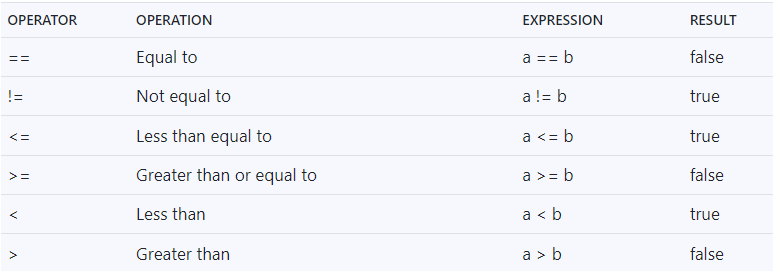 OPERATOR OPERATION EXPRESSION RESULT
== Equal to a == b false
!= Not equal to a != b true
<= Less than equal to a <= b true
>= Greater than or equal to a >= b false
< Less than a < b true
> Greater than a > b false